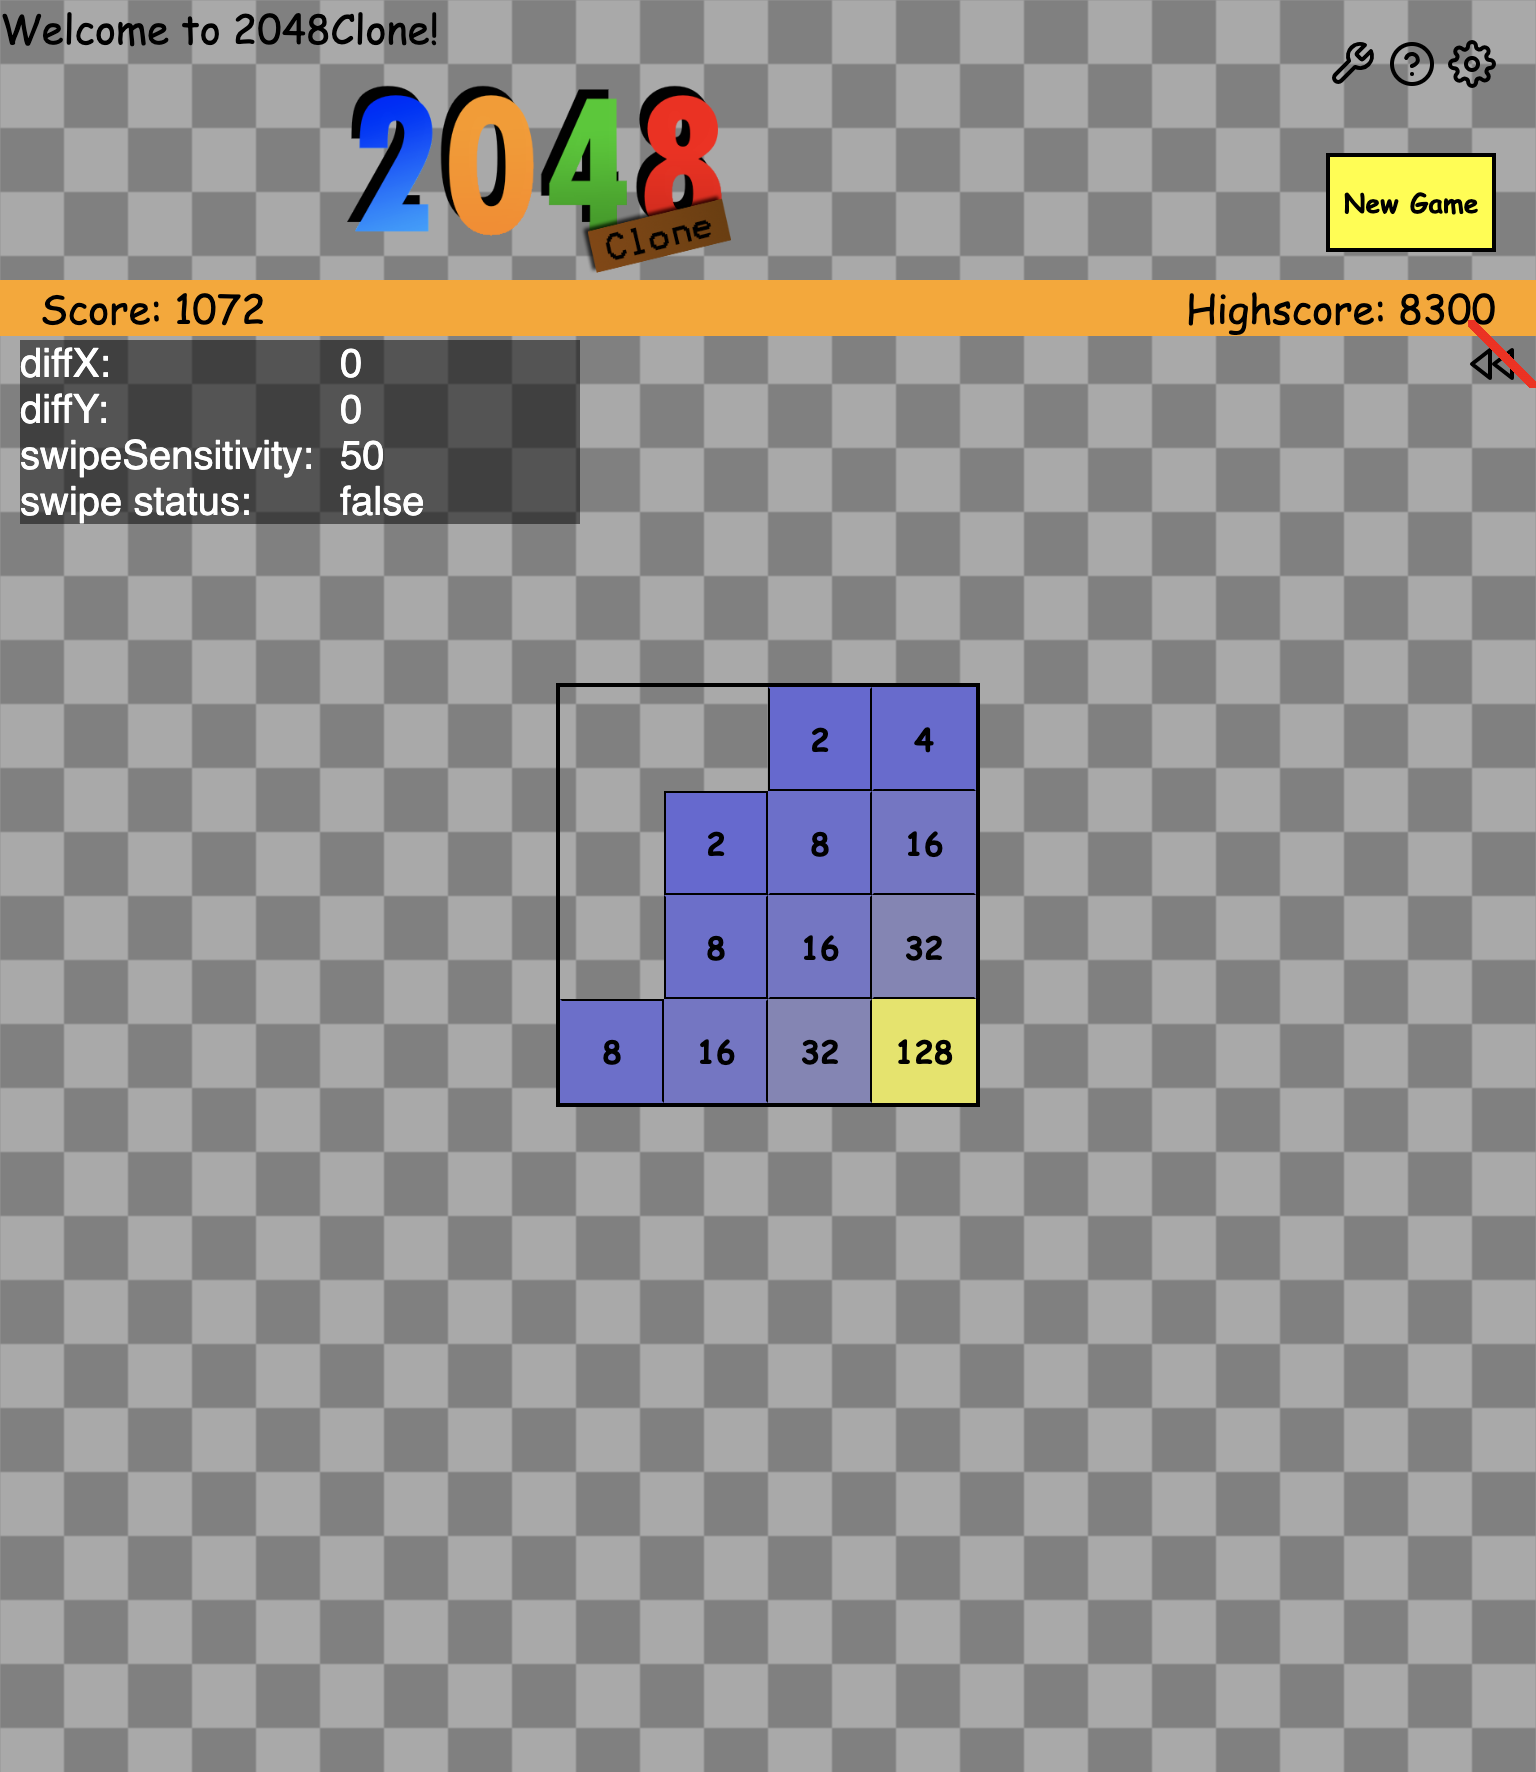 Welcome to 2048Clone!
2048
Clone
New Game
Score: 1072 Highscore: 8300
diffX: 0
diffY: 0
swipeSensitivity: 50
swipe status: false
2 4
2 8 16
8 16 32
8 16 32 128